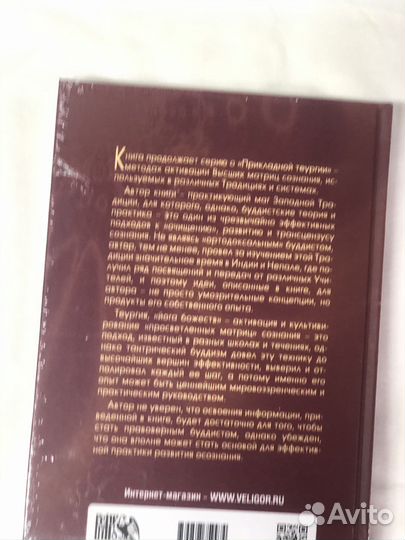 Книга продолжает серию о «Прикладной теургии» –
методах активации Высших матриц сознания, ис-
пользуемых в различных Традициях и системах.
Автор книги – практикующий маг Западной Тра-
диции, для которого, однако, буддистские теория и
практика – это один из чрезвычайно эффективных
подходов к «очищению», развитию и трансценсу
сознания. Не являясь «ортодоксальным» буддистом,
автор, тем не менее, провел за изучением этой Тра-
диции значительное время в Индии и Непале, где по-
лучил ряд посвящений и передач от различных Учи-
телей, и поэтому идеи, описанные в книге, для
автора – не просто умозрительные концепции, но
продукты его собственного опыта.
Теургия, «йога божеств» – активация и культиви-
рование «просветленных матриц» сознания – это
подход, известный в разных школах и течениях, од-
нако тантрический буддизм довел эту технику до
высочайших вершин эффективности, выверил и от-
полировал каждый ее шаг, а потому именно его
опыт может быть ценнейшим мировоззренческим и
практическим руководством.
Автор не уверен, что освоения информации, при-
веденной в книге, будет достаточно для того, чтобы
стать правоверным буддистом, однако убежден,
что она вполне может стать основой для эффектив-
ной практики развития осознания.
Интернет-магазин – WWW.VELIGOR.RU
Avito